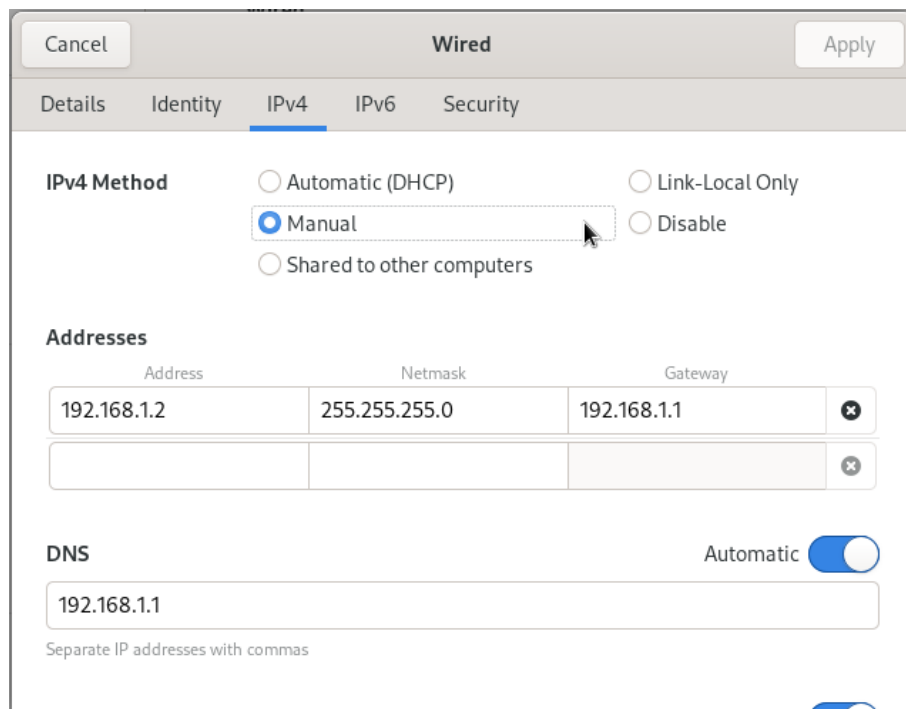 Cancel Wired Apply
Details Identity IPv4 IPv6 Security
IPv4 Method Automatic (DHCP) Link-Local Only
Manual Disable
Shared to other computers
Addresses
Address Netmask Gateway
192.168.1.2 255.255.255.0 192.168.1.1
DNS Automatic
192.168.1.1
Separate IP addresses with commas